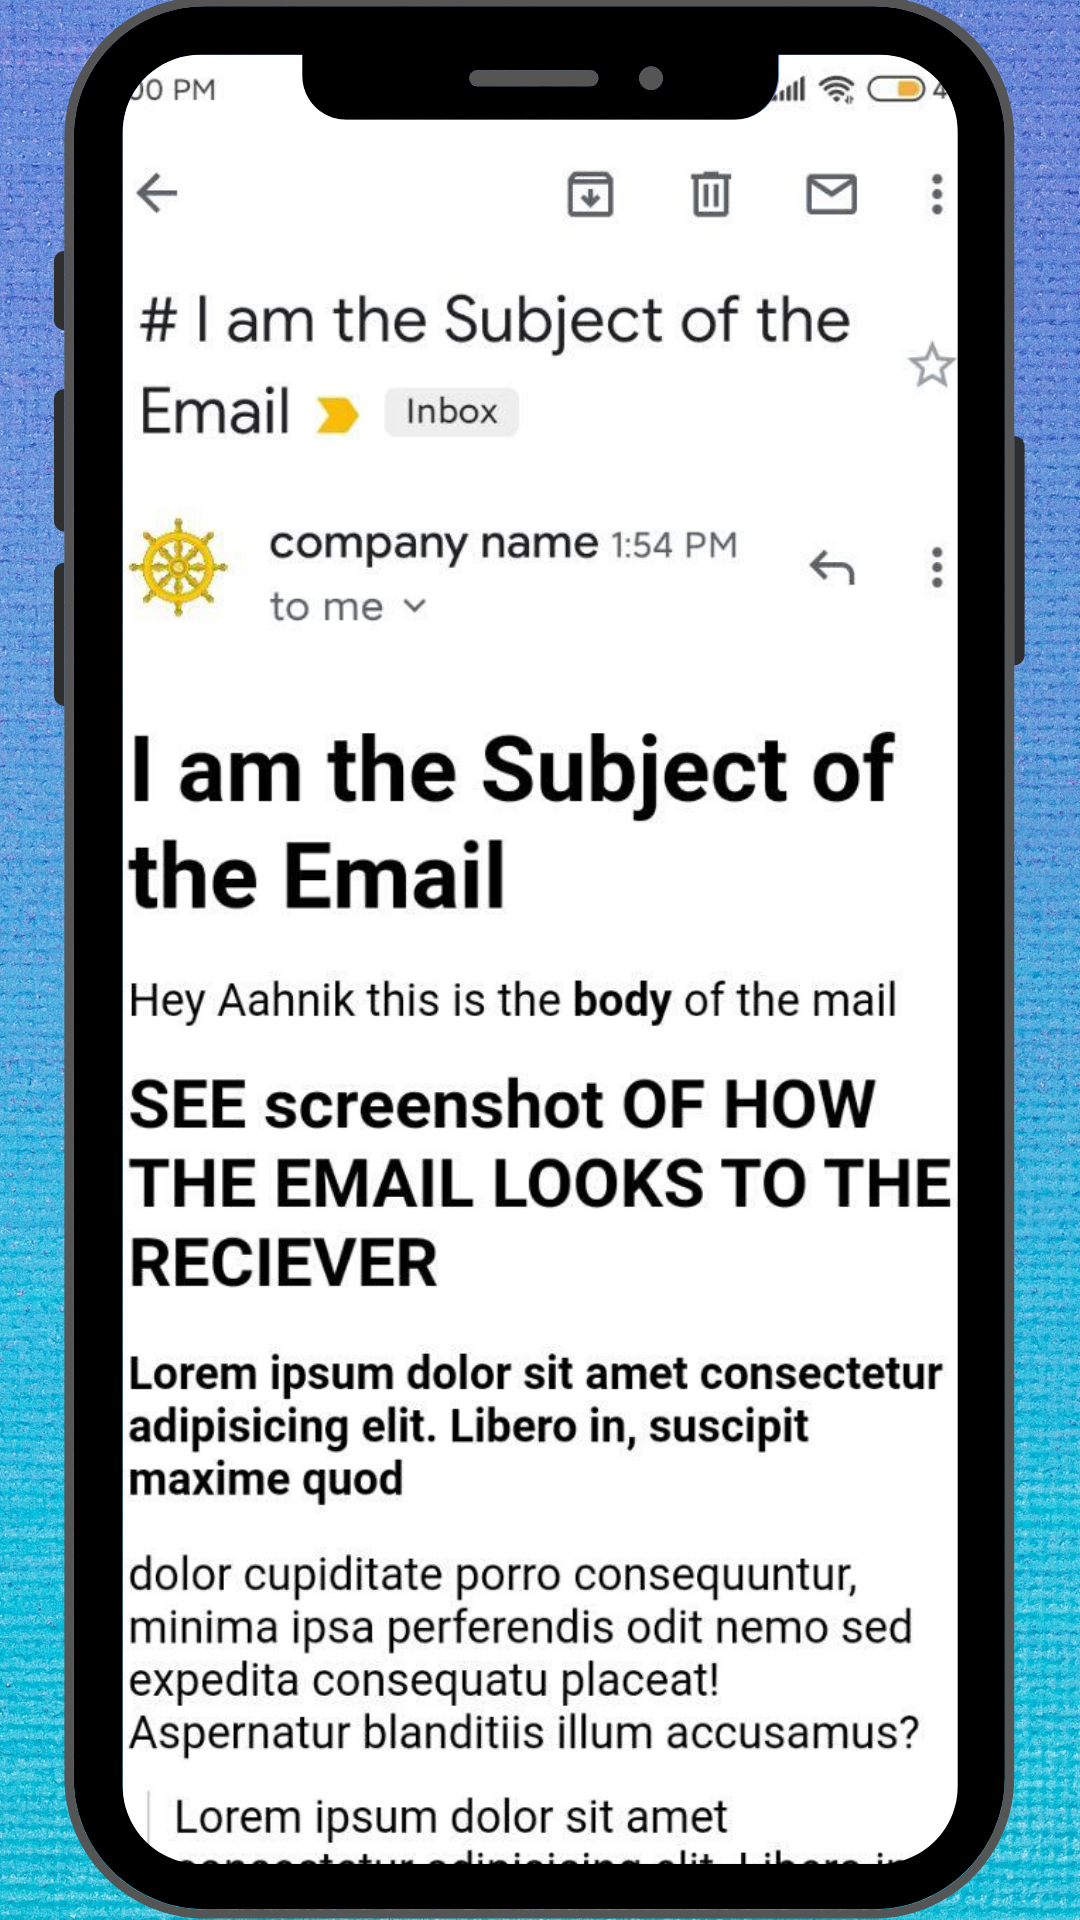 00 PM
# I am the Subject of the
Email Inbox
company name 1:54 PM
to me
I am the Subject of
the Email
Hey Aahnik this is the body of the mail
SEE screenshot OF HOW
THE EMAIL LOOKS TO THE
RECIEVER
Lorem ipsum dolor sit amet consectetur
adipisicing elit. Libero in, suscipit
maxime quod
dolor cupiditate porro consequuntur,
minima ipsa perferendis odit nemo sed
expedita consequatu placeat!
Aspernatur blanditiis illum accusamus?
Lorem ipsum dolor sit amet